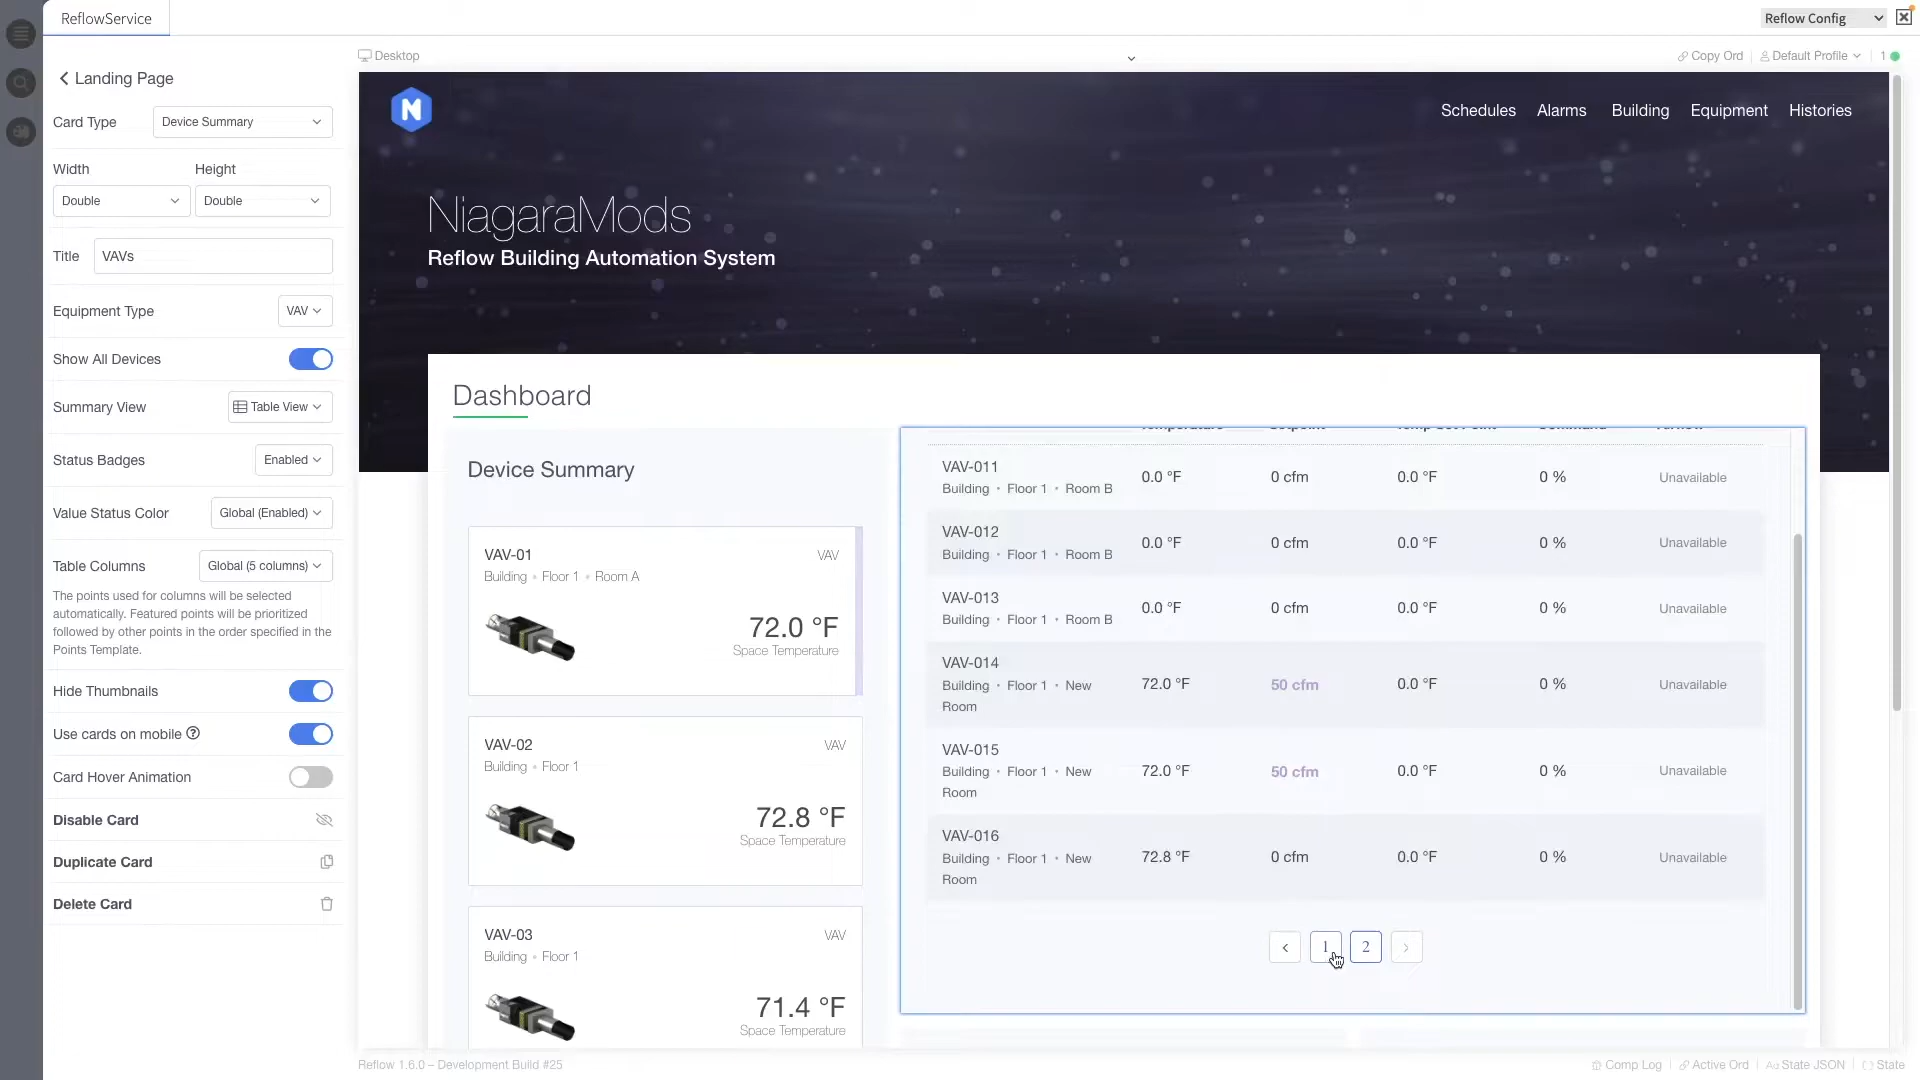 ReflowService
Reflow Config
Desktop
Copy Ord
Default Profile
1
Landing Page
Card Type
Device Summary
Width
Height
Double
Double
Title
VAVs
Equipment Type
VAV
Show All Devices
Summary View
Table View
Status Badges
Enabled
Value Status Color
Global (Enabled)
Table Columns
Global (5 columns)
The points used for columns will be selected
automatically. Featured points will be prioritized
followed by other points in the order specified in the
Points Template.
Hide Thumbnails
Use cards on mobile
Card Hover Animation
Disable Card
Duplicate Card
Delete Card
N
Schedules
Alarms
Building
Equipment
Histories
NiagaraMods
Reflow Building Automation System
Dashboard
Device Summary
VAV-01
VAV
Building • Floor 1 • Room A
72.0 °F
Space Temperature
VAV-02
VAV
Building • Floor 1
72.8 °F
Space Temperature
VAV-03
VAV
Building • Floor 1
71.4 °F
Space Temperature
VAV-011
Building • Floor 1 • Room B
0.0 °F
0 cfm
0.0 °F
0 %
Unavailable
VAV-012
Building • Floor 1 • Room B
0.0 °F
0 cfm
0.0 °F
0 %
Unavailable
VAV-013
Building • Floor 1 • Room B
0.0 °F
0 cfm
0.0 °F
0 %
Unavailable
VAV-014
Building • Floor 1 • New
Room
72.0 °F
50 cfm
0.0 °F
0 %
Unavailable
VAV-015
Building • Floor 1 • New
Room
72.0 °F
50 cfm
0.0 °F
0 %
Unavailable
VAV-016
Building • Floor 1 • New
Room
72.8 °F
0 cfm
0.0 °F
0 %
Unavailable
1
2
Reflow 1.6.0 – Development Build #25
Comp Log
Active Ord
State JSON
State